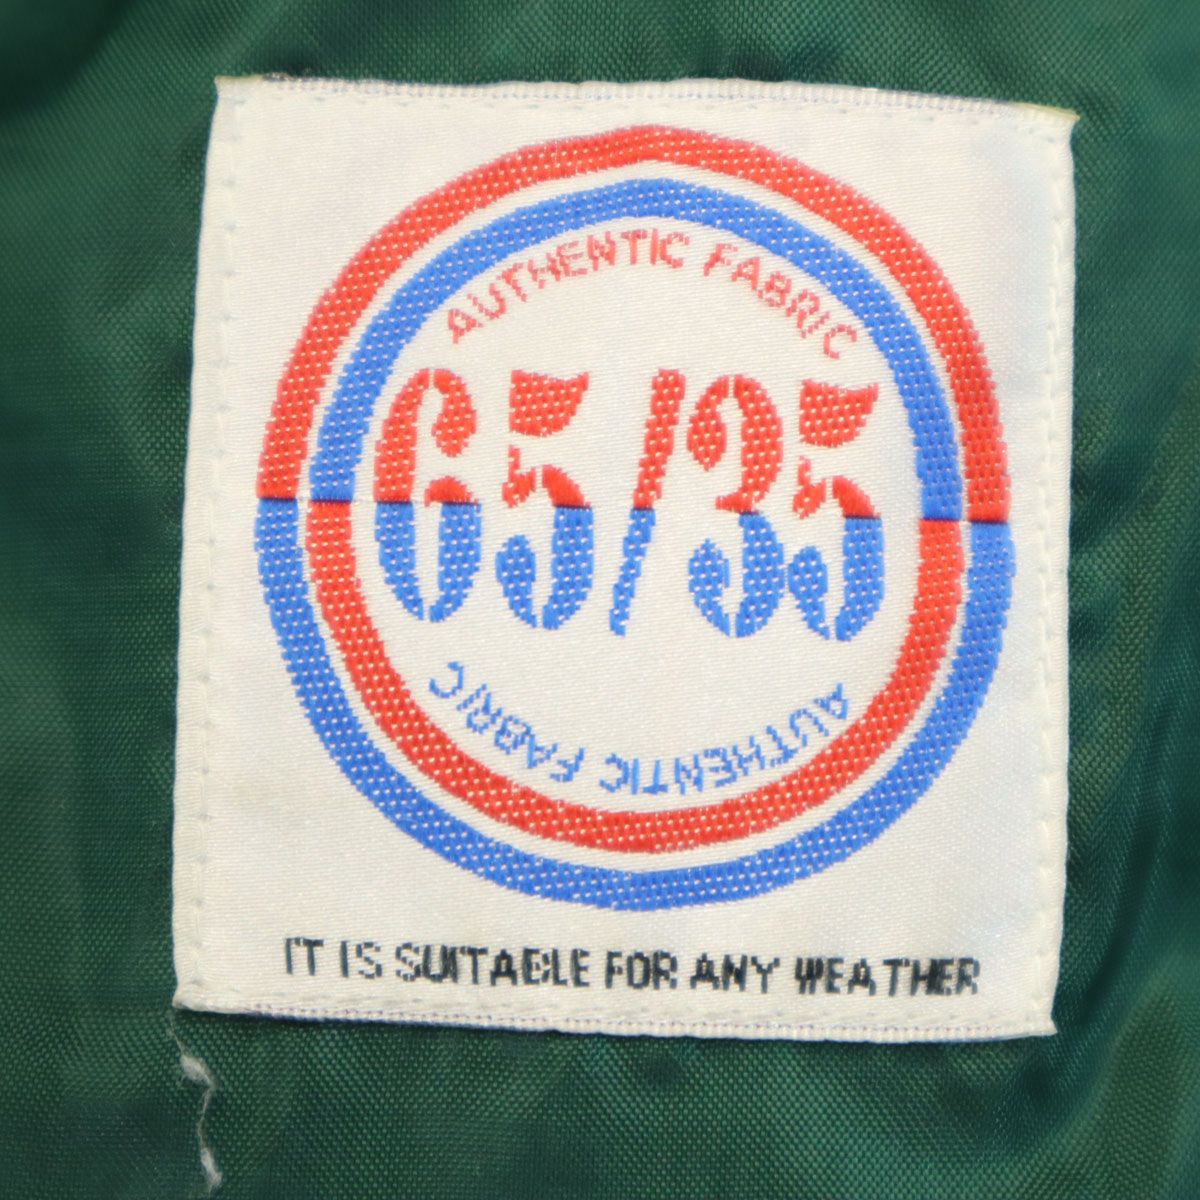 AUTHENTIC FABRIC
65/35
AUTHENTIC FABRIC
IT IS SUITABLE FOR ANY WEATHER